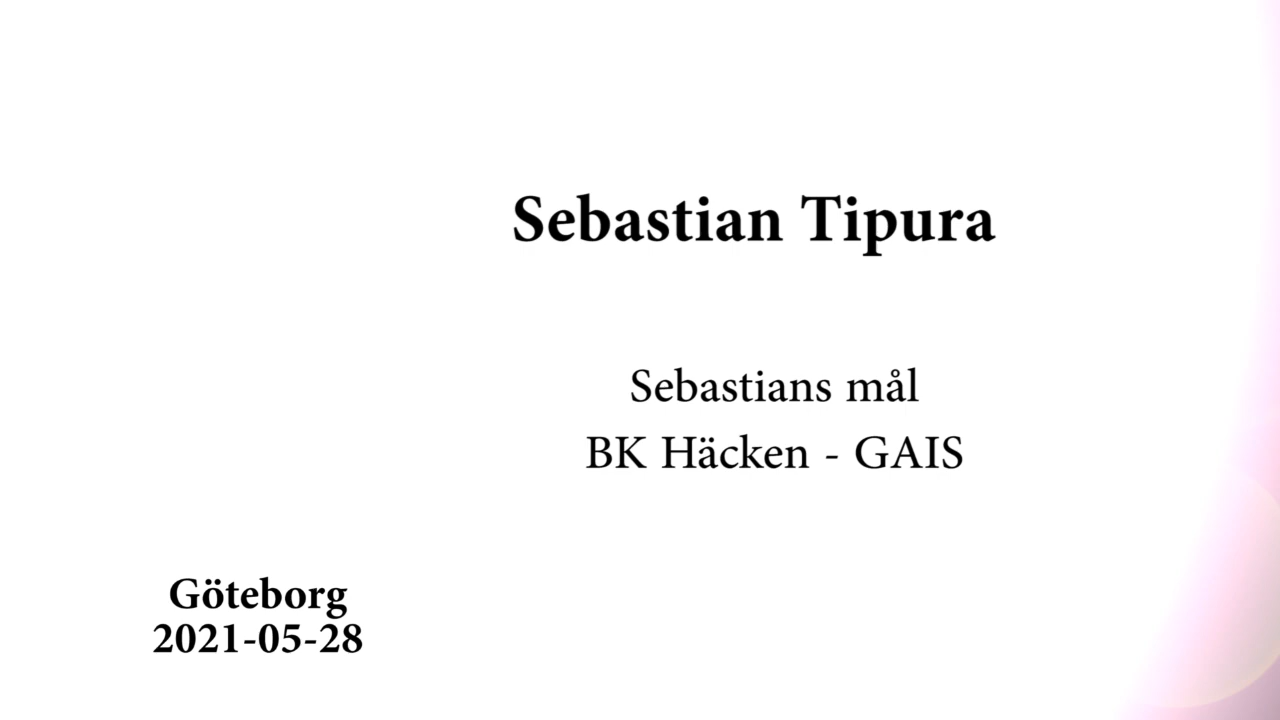 Sebastian Tipura
Sebastians mål
BK Häcken - GAIS
Göteborg
2021-05-28